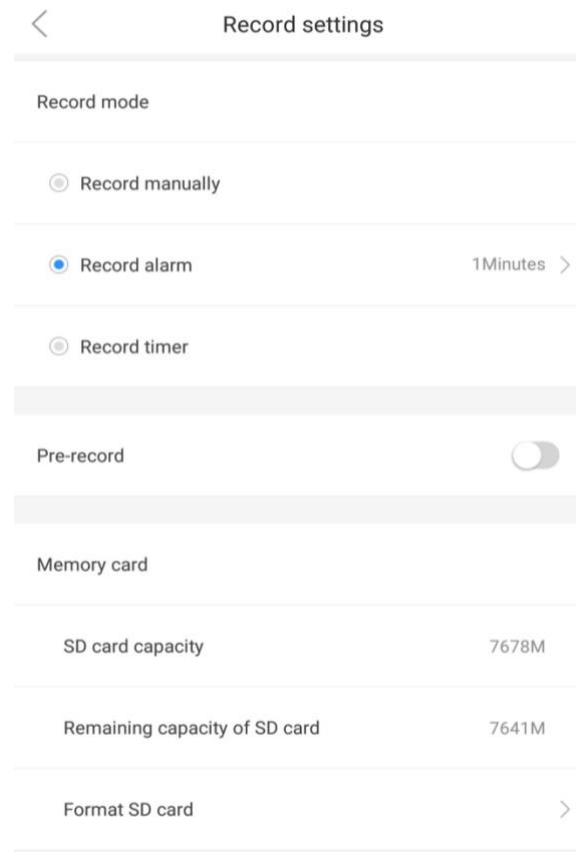 Record settings
Record mode
Record manually
Record alarm 1Minutes
Record timer
Pre-record
Memory card
SD card capacity 7678M
Remaining capacity of SD card 7641M
Format SD card